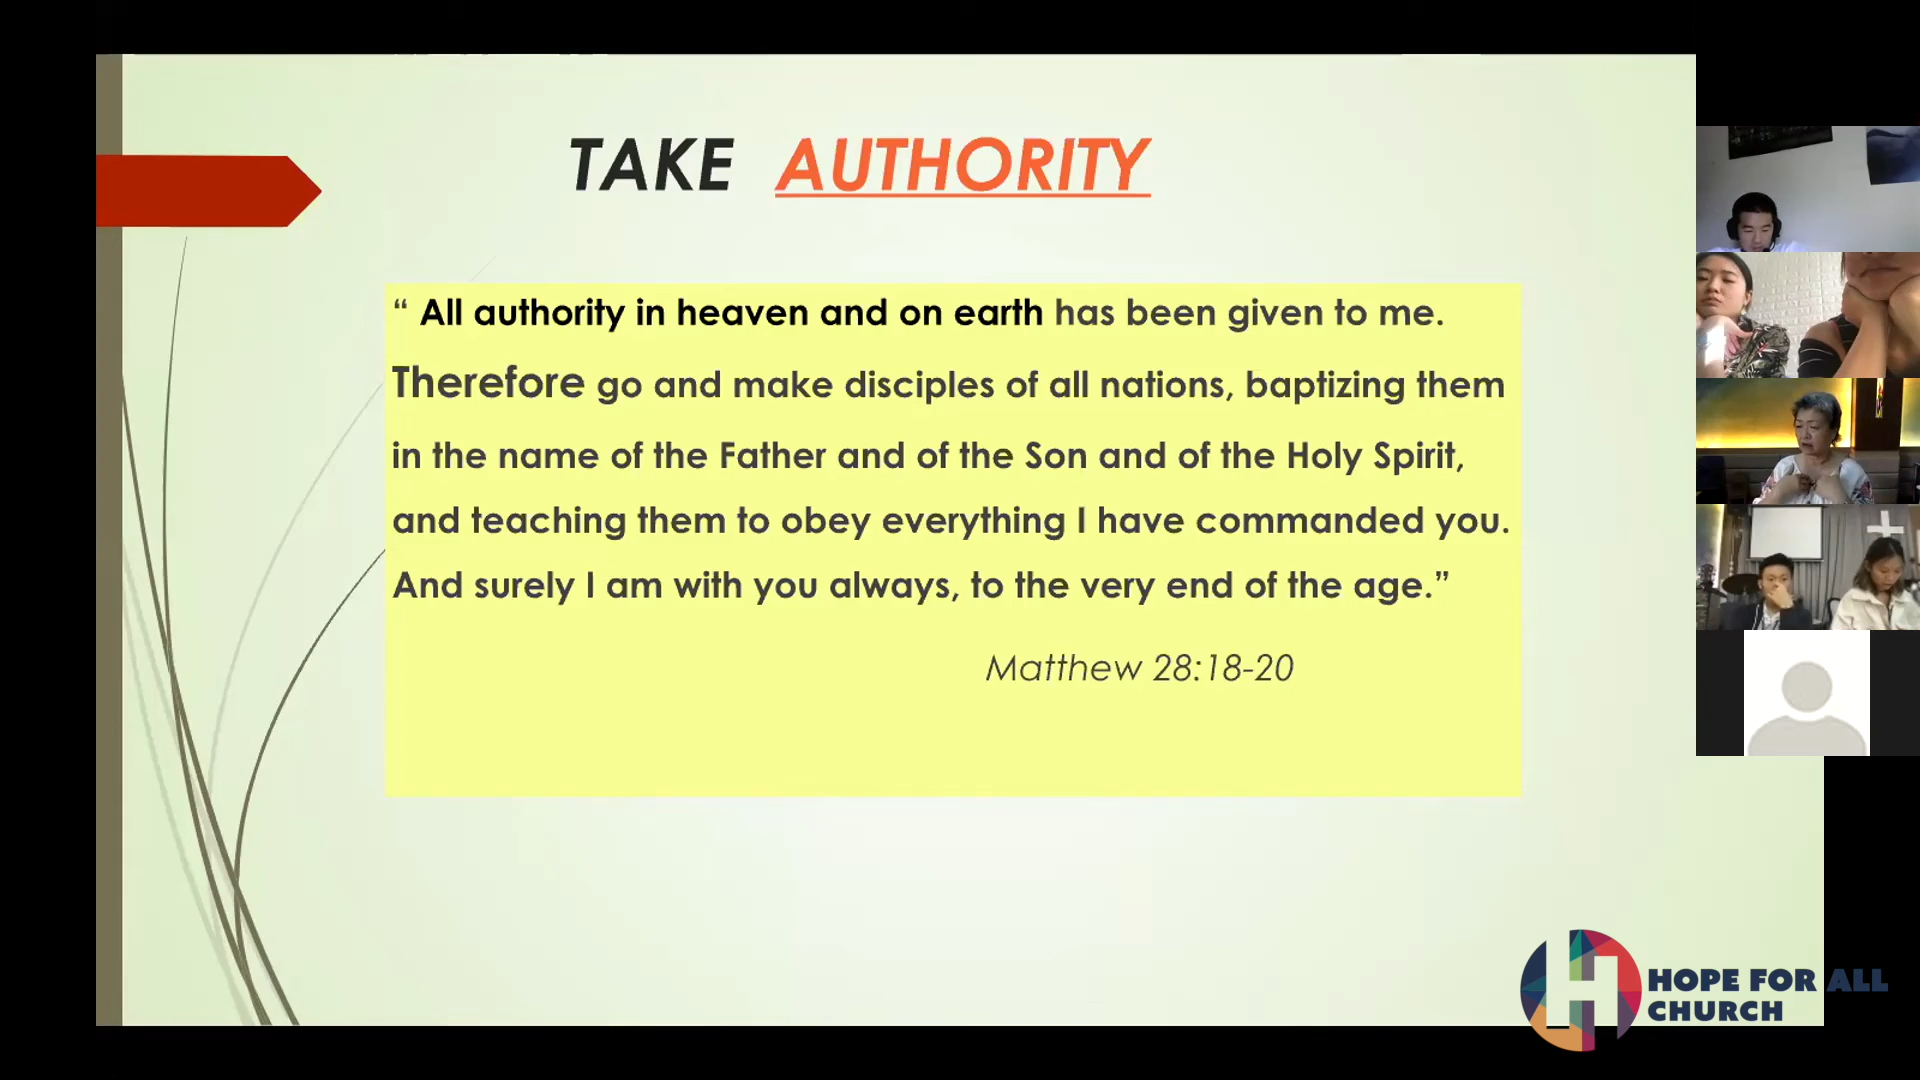 TAKE AUTHORITY
“ All authority in heaven and on earth has been given to me.
Therefore go and make disciples of all nations, baptizing them
in the name of the Father and of the Son and of the Holy Spirit,
and teaching them to obey everything I have commanded you.
And surely I am with you always, to the very end of the age.”
Matthew 28:18-20
HOPE FOR ALL
CHURCH